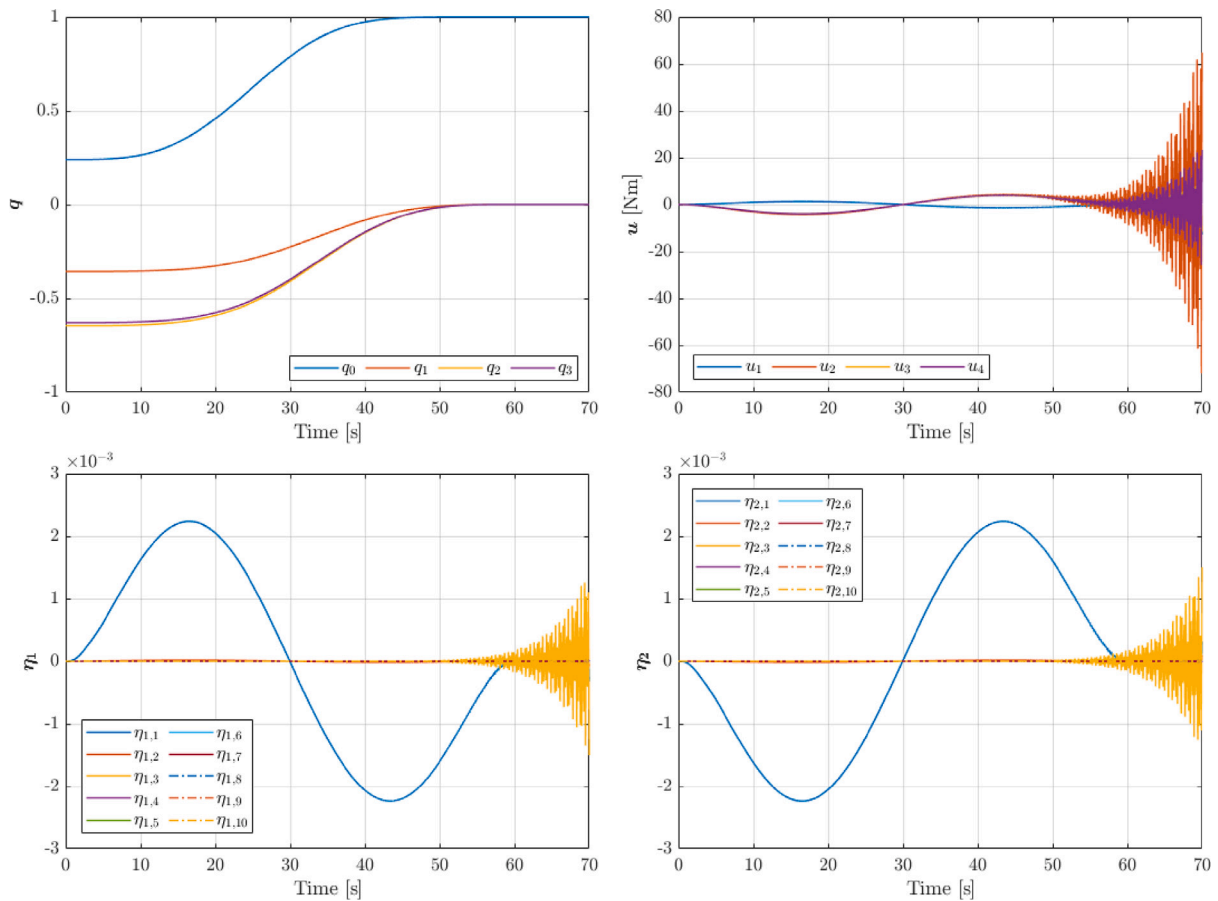 1
0.5
0
-0.5
-1
q
q₀ q₁ q₂ q₃
0 10 20 30 40 50 60 70
Time [s]
80
60
40
20
0
-20
-40
-60
-80
u [Nm]
u₁ u₂ u₃ u₄
0 10 20 30 40 50 60 70
Time [s]
×10⁻³
3
2
1
0
-1
-2
-3
η₁
η₁,₁ η₁,₆
η₁,₂ η₁,₇
η₁,₃ η₁,₈
η₁,₄ η₁,₉
η₁,₅ η₁,₁₀
0 10 20 30 40 50 60 70
Time [s]
×10⁻³
3
2
1
0
-1
-2
-3
η₂
η₂,₁ η₂,₆
η₂,₂ η₂,₇
η₂,₃ η₂,₈
η₂,₄ η₂,₉
η₂,₅ η₂,₁₀
0 10 20 30 40 50 60 70
Time [s]